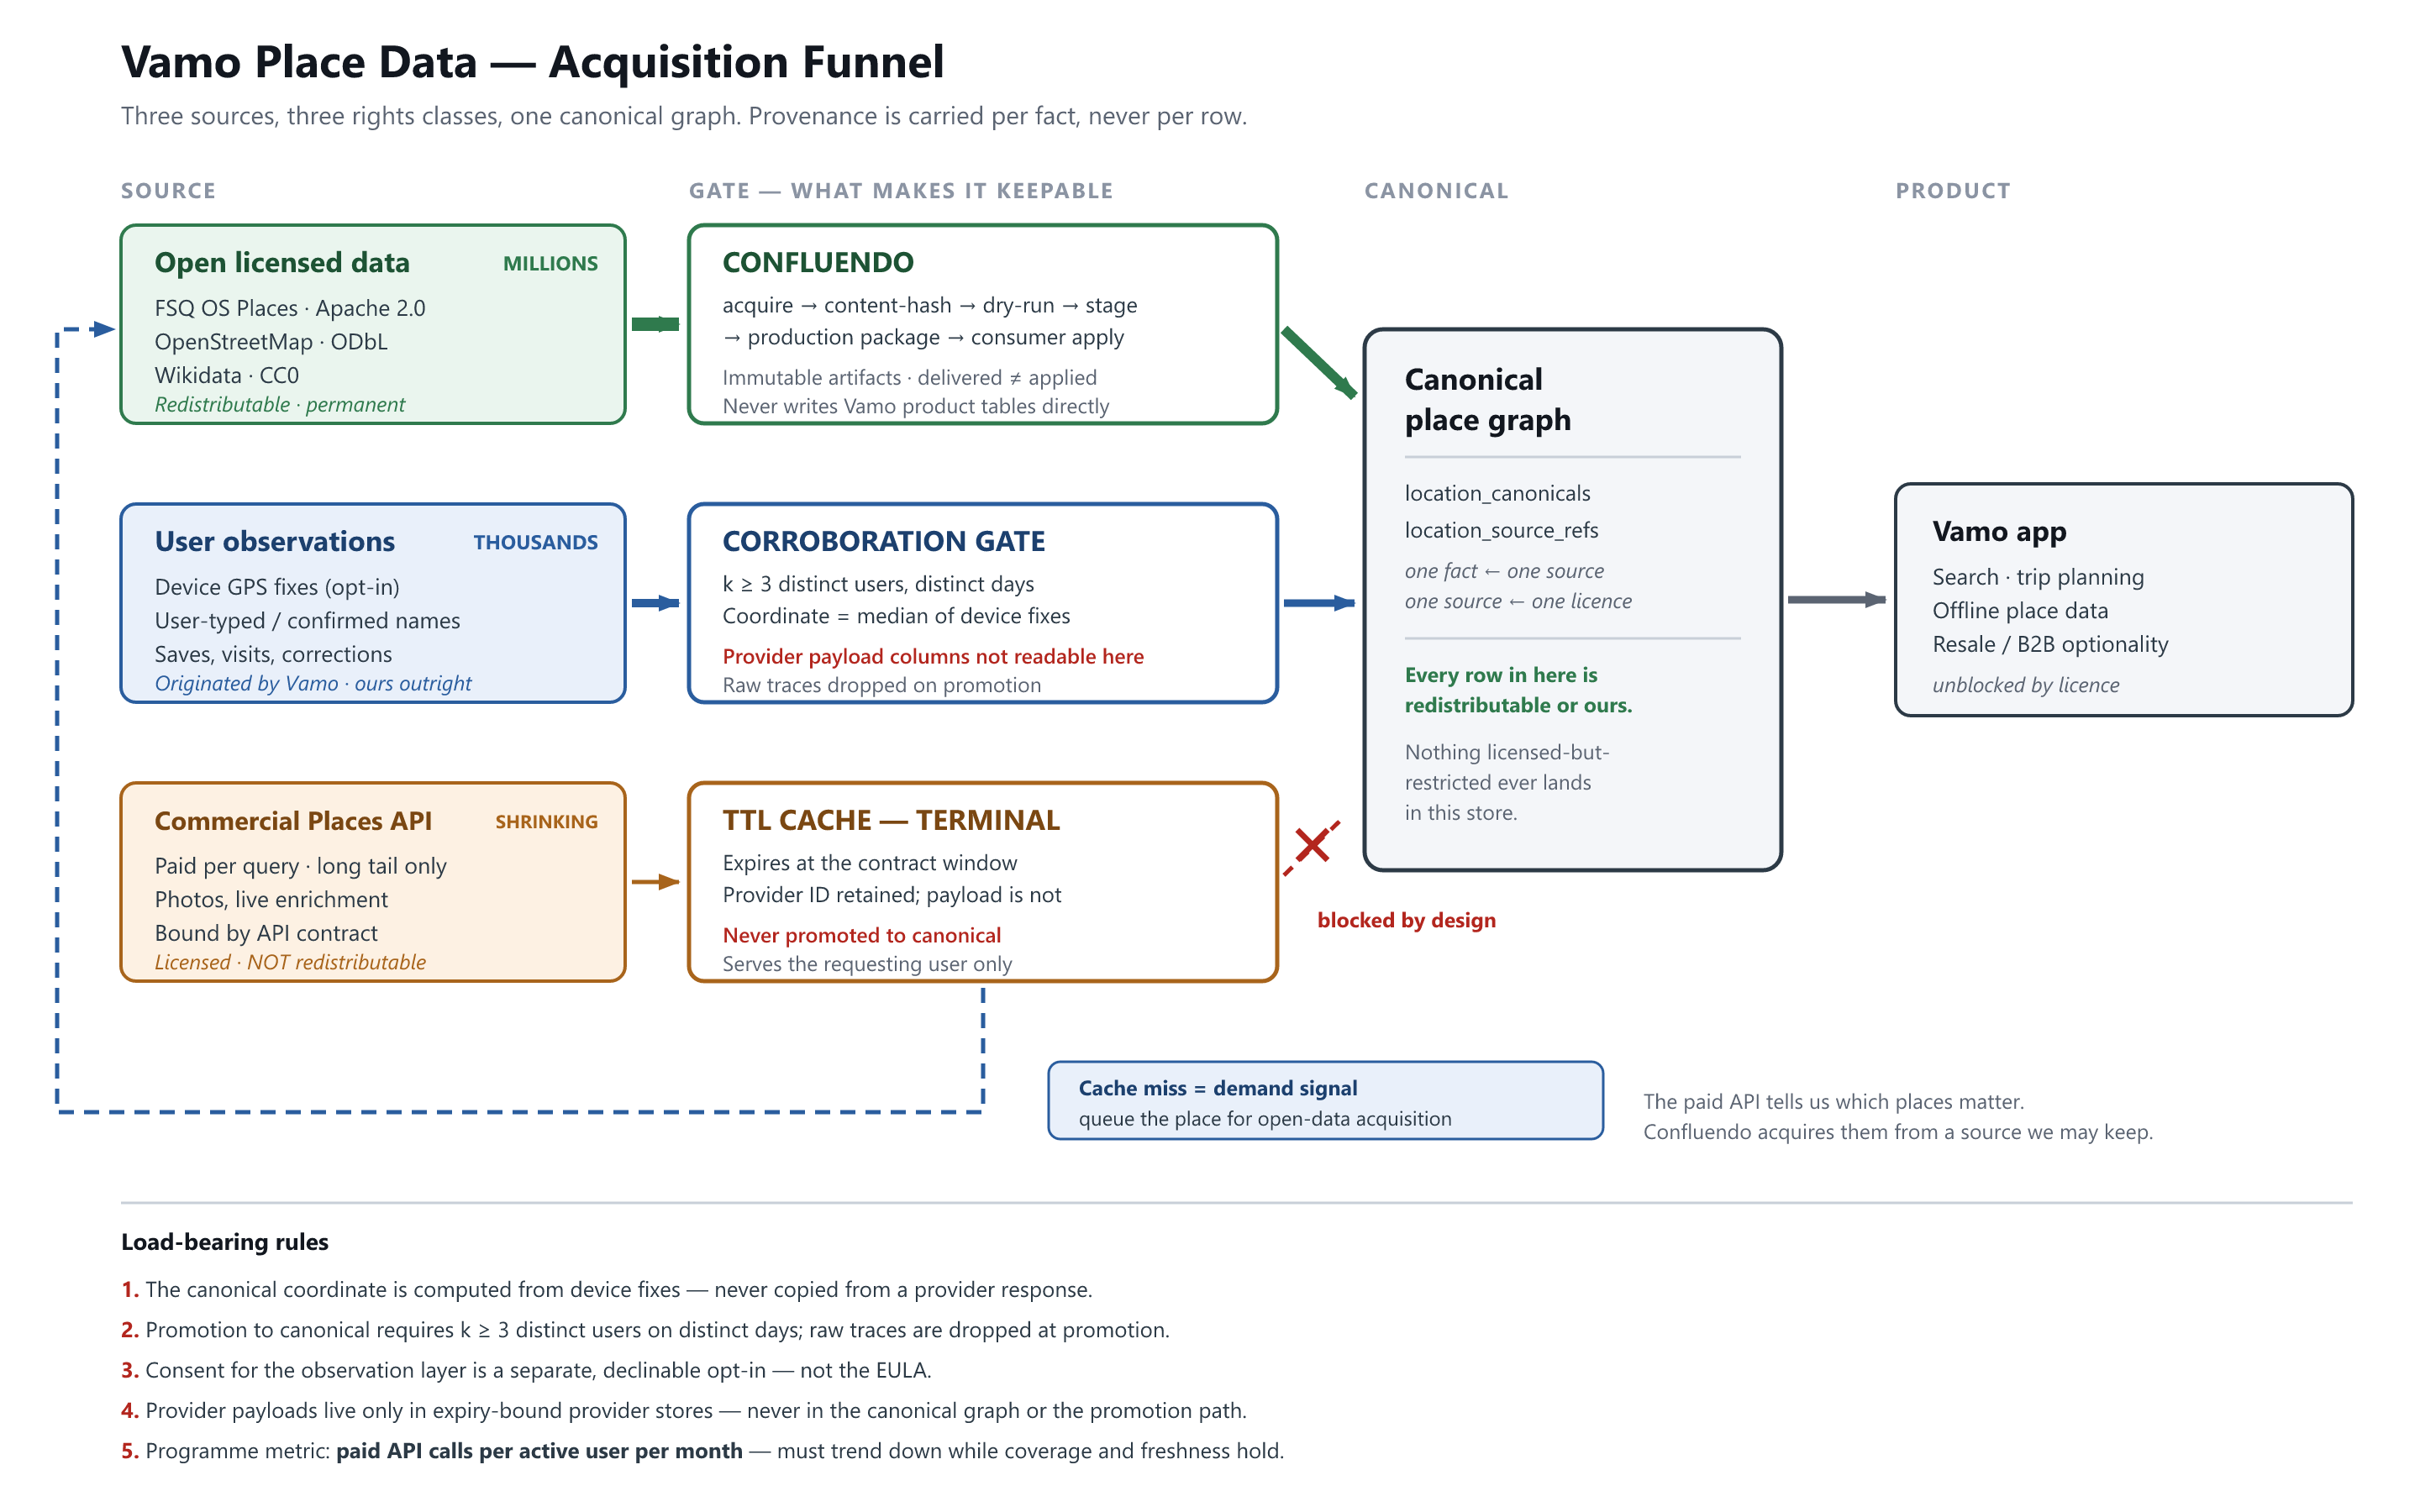 Vamo Place Data — Acquisition Funnel
Three sources, three rights classes, one canonical graph. Provenance is carried per fact, never per row.
SOURCE
GATE — WHAT MAKES IT KEEPABLE
CANONICAL
PRODUCT
Open licensed data
MILLIONS
FSQ OS Places · Apache 2.0
OpenStreetMap · ODbL
Wikidata · CC0
Redistributable · permanent
CONFLUENDO
acquire → content-hash → dry-run → stage
→ production package → consumer apply
Immutable artifacts · delivered ≠ applied
Never writes Vamo product tables directly
User observations
THOUSANDS
Device GPS fixes (opt-in)
User-typed / confirmed names
Saves, visits, corrections
Originated by Vamo · ours outright
CORROBORATION GATE
k ≥ 3 distinct users, distinct days
Coordinate = median of device fixes
Provider payload columns not readable here
Raw traces dropped on promotion
Commercial Places API
SHRINKING
Paid per query · long tail only
Photos, live enrichment
Bound by API contract
Licensed · NOT redistributable
TTL CACHE — TERMINAL
Expires at the contract window
Provider ID retained; payload is not
Never promoted to canonical
Serves the requesting user only
Canonical
place graph
location_canonicals
location_source_refs
one fact ← one source
one source ← one licence
Every row in here is
redistributable or ours.
Nothing licensed-but-
restricted ever lands
in this store.
blocked by design
Vamo app
Search · trip planning
Offline place data
Resale / B2B optionality
unblocked by licence
Cache miss = demand signal
queue the place for open-data acquisition
The paid API tells us which places matter.
Confluendo acquires them from a source we may keep.
Load-bearing rules
1. The canonical coordinate is computed from device fixes — never copied from a provider response.
2. Promotion to canonical requires k ≥ 3 distinct users on distinct days; raw traces are dropped at promotion.
3. Consent for the observation layer is a separate, declinable opt-in — not the EULA.
4. Provider payloads live only in expiry-bound provider stores — never in the canonical graph or the promotion path.
5. Programme metric: paid API calls per active user per month — must trend down while coverage and freshness hold.